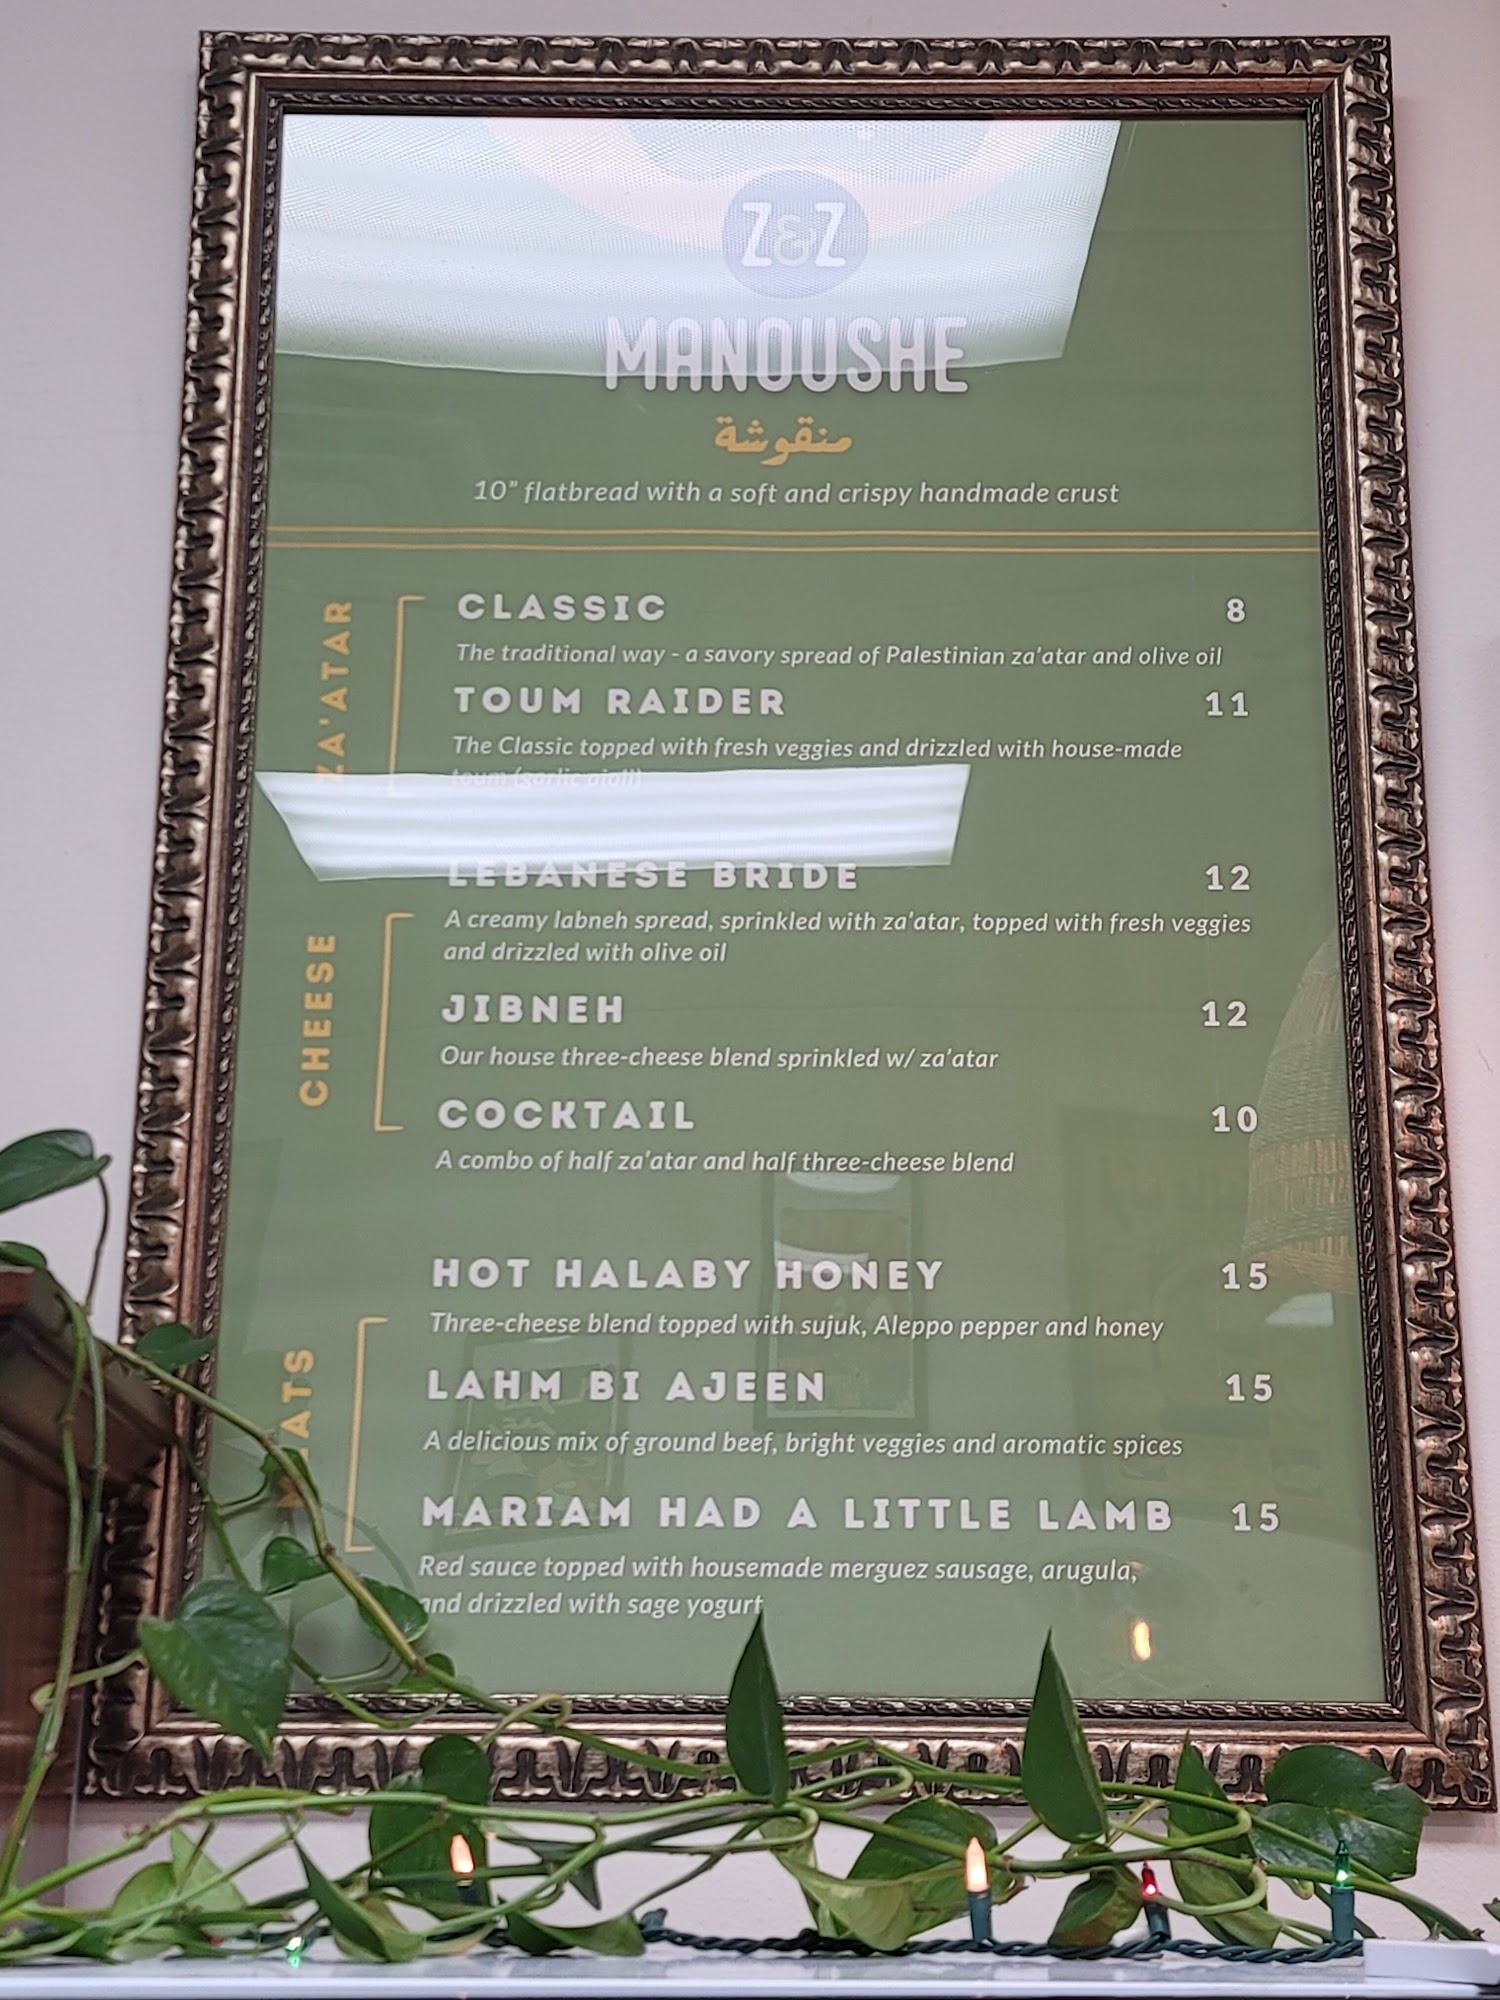 Z&Z
MANOUSHE
منقوشة
10” flatbread with a soft and crispy handmade crust
ZA'ATAR
CLASSIC 8
The traditional way - a savory spread of Palestinian za'atar and olive oil
TOUM RAIDER 11
The Classic topped with fresh veggies and drizzled with house-made
toum (garlic aioli)
CHEESE
LEBANESE BRIDE 12
A creamy labneh spread, sprinkled with za'atar, topped with fresh veggies
and drizzled with olive oil
JIBNEH 12
Our house three-cheese blend sprinkled w/ za'atar
COCKTAIL 10
A combo of half za'atar and half three-cheese blend
HOT HALABY HONEY 15
Three-cheese blend topped with sujuk, Aleppo pepper and honey
LAHM BI AJEEN 15
A delicious mix of ground beef, bright veggies and aromatic spices
MARIAM HAD A LITTLE LAMB 15
Red sauce topped with housemade merguez sausage, arugula,
and drizzled with sage yogurt